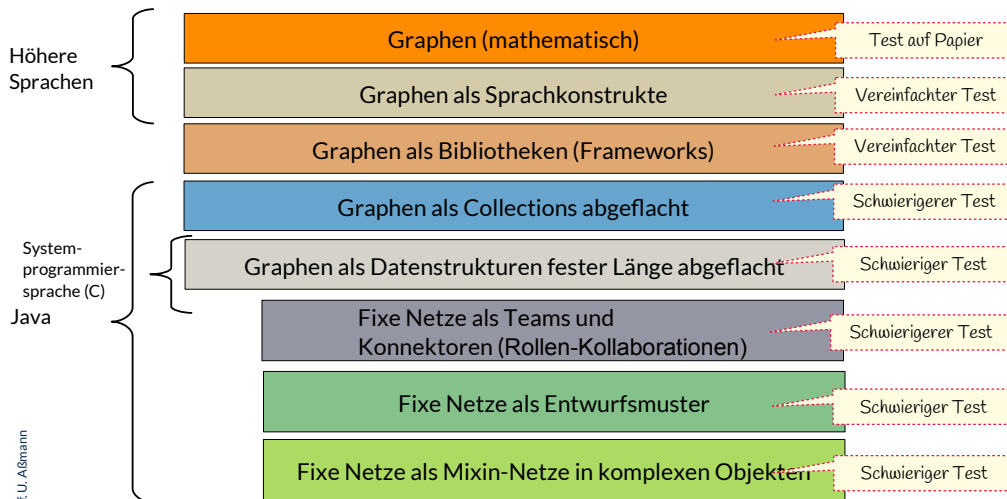 Höhere
Sprachen
Graphen (mathematisch)
Test auf Papier
Graphen als Sprachkonstrukte
Vereinfachter Test
Graphen als Bibliotheken (Frameworks)
Vereinfachter Test
Graphen als Collections abgeflacht
Schwierigerer Test
System-
programmier-
sprache (C)
Graphen als Datenstrukturen fester Länge abgeflacht
Schwieriger Test
Java
Fixe Netze als Teams und
Konnektoren (Rollen-Kollaborationen)
Schwierigerer Test
Fixe Netze als Entwurfsmuster
Schwieriger Test
Fixe Netze als Mixin-Netze in komplexen Objekten
Schwieriger Test
U. Aßmann